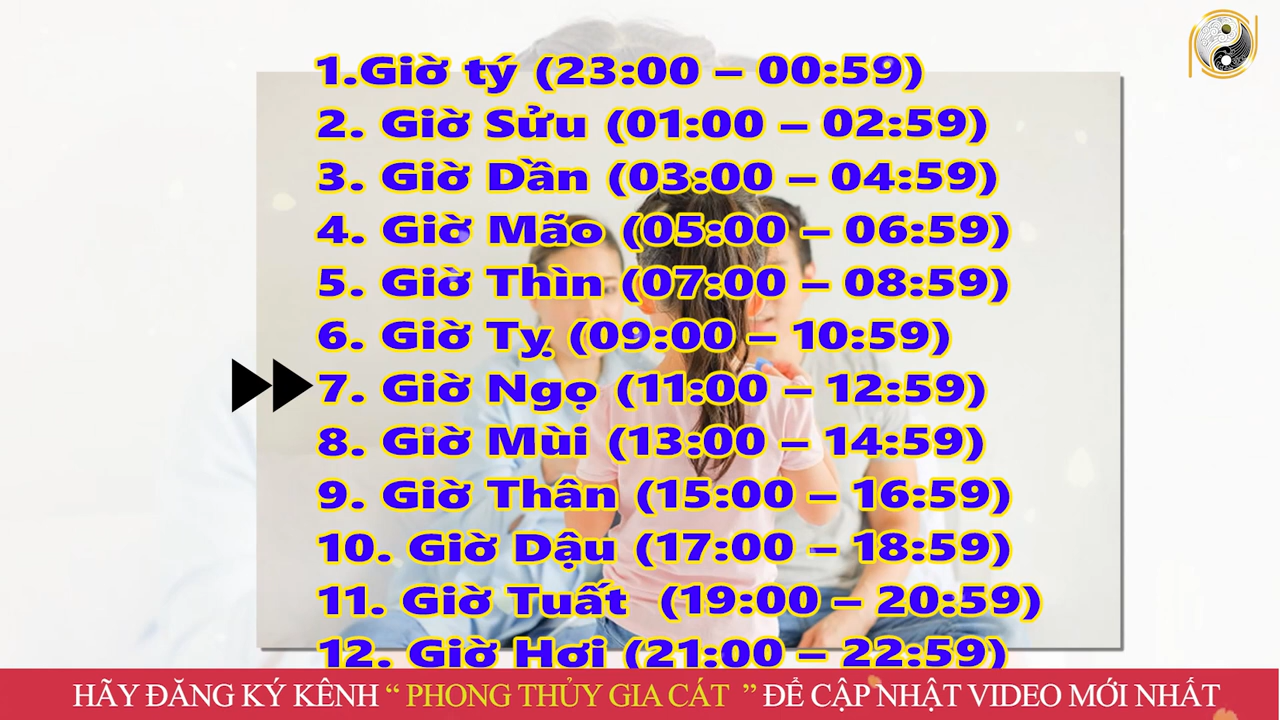 1.Giờ tý (23:00 – 00:59)
2. Giờ Sửu (01:00 – 02:59)
3. Giờ Dần (03:00 – 04:59)
4. Giờ Mão (05:00 – 06:59)
5. Giờ Thìn (07:00 – 08:59)
6. Giờ Tỵ (09:00 – 10:59)
7. Giờ Ngọ (11:00 – 12:59)
8. Giờ Mùi (13:00 – 14:59)
9. Giờ Thân (15:00 – 16:59)
10. Giờ Dậu (17:00 – 18:59)
11. Giờ Tuất (19:00 – 20:59)
12. Giờ Hợi (21:00 – 22:59)
HÃY ĐĂNG KÝ KÊNH “ PHONG THỦY GIA CÁT ” ĐỂ CẬP NHẬT VIDEO MỚI NHẤT